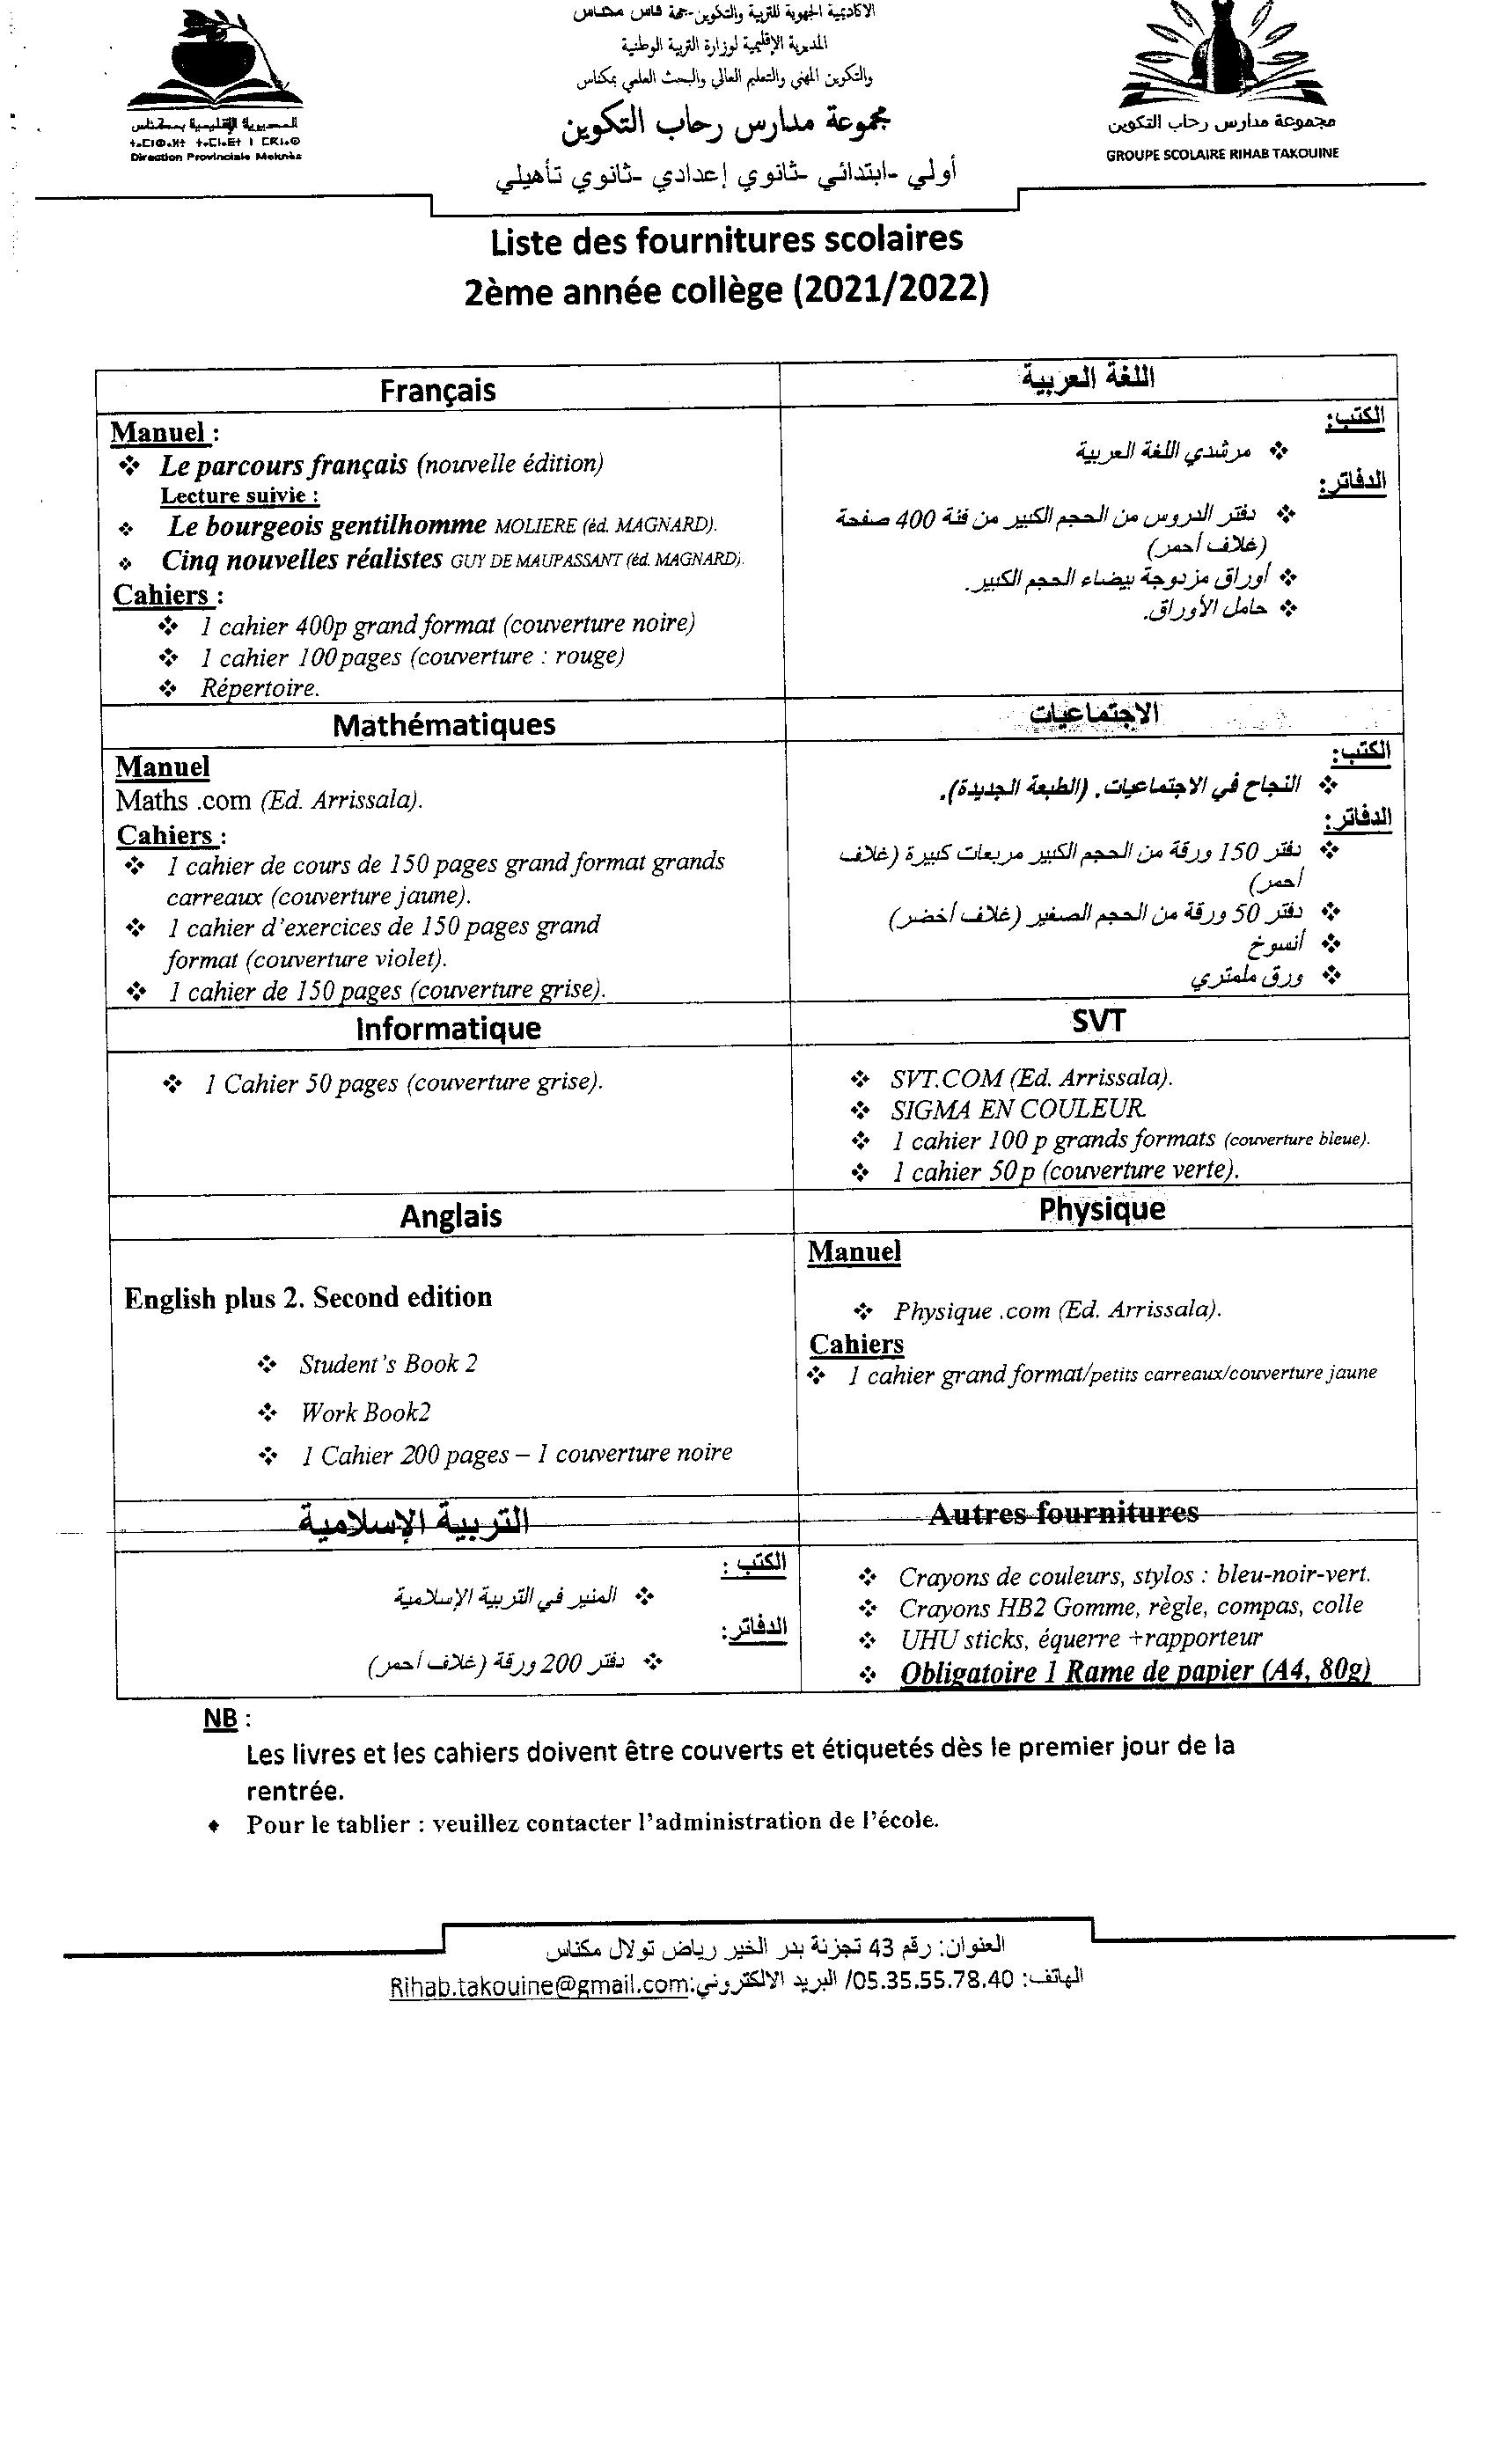 الاكاديمية الجهوية للتربية والتكوين-جهة فاس مكناس
المديرية الإقليمية لوزارة التربية الوطنية
والتكوين المهني والتعليم العالي والبحث العلمي بمكناس
مجموعة مدارس رحاب التكوين
أولي -ابتدائي -ثانوي إعدادي -ثانوي تأهيلي
المديرية الإقليمية بمكناس
Direction Provinciale Meknès
مجموعة مدارس رحاب التكوين
GROUPE SCOLAIRE RIHAB TAKOUINE
Liste des fournitures scolaires
2ème année collège (2021/2022)
Français
Manuel :
❖ Le parcours français (nouvelle édition)
Lecture suivie :
❖ Le bourgeois gentilhomme MOLIERE (éd. MAGNARD).
❖ Cinq nouvelles réalistes GUY DE MAUPASSANT (éd. MAGNARD).
Cahiers :
❖ 1 cahier 400p grand format (couverture noire)
❖ 1 cahier 100pages (couverture : rouge)
❖ Répertoire.
اللغة العربية
الكتب:
❖ مرشدي اللغة العربية
الدفاتر:
❖ دفتر الدروس من الحجم الكبير من فئة 400 صفحة
(غلاف أحمر)
❖ أوراق مزدوجة بيضاء الحجم الكبير.
❖ حامل الأوراق.
Mathématiques
Manuel
Maths .com (Ed. Arrissala).
Cahiers :
❖ 1 cahier de cours de 150 pages grand format grands
carreaux (couverture jaune).
❖ 1 cahier d’exercices de 150 pages grand
format (couverture violet).
❖ 1 cahier de 150 pages (couverture grise).
الاجتماعيات
الكتب:
❖ النجاح في الاجتماعيات. (الطبعة الجديدة).
الدفاتر:
❖ دفتر 150 ورقة من الحجم الكبير مربعات كبيرة (غلاف
أحمر)
❖ دفتر 50 ورقة من الحجم الصغير (غلاف أخضر)
❖ أنسوخ
❖ ورق ملمتري
Informatique
❖ 1 Cahier 50 pages (couverture grise).
SVT
❖ SVT.COM (Ed. Arrissala).
❖ SIGMA EN COULEUR
❖ 1 cahier 100 p grands formats (couverture bleue).
❖ 1 cahier 50p (couverture verte).
Anglais
English plus 2. Second edition
❖ Student’s Book 2
❖ Work Book2
❖ 1 Cahier 200 pages – 1 couverture noire
Physique
Manuel
❖ Physique .com (Ed. Arrissala).
Cahiers
❖ 1 cahier grand format/petits carreaux/couverture jaune
التربية الإسلامية
الكتب :
❖ المنير في التربية الإسلامية
الدفاتر:
❖ دفتر 200 ورقة (غلاف أحمر)
Autres fournitures
❖ Crayons de couleurs, stylos : bleu-noir-vert.
❖ Crayons HB2 Gomme, règle, compas, colle
❖ UHU sticks, équerre +rapporteur
❖ Obligatoire 1 Rame de papier (A4, 80g)
NB :
Les livres et les cahiers doivent être couverts et étiquetés dès le premier jour de la
rentrée.
♦ Pour le tablier : veuillez contacter l’administration de l’école.
العنوان: رقم 43 تجزئة بدر الخير رياض تولال مكناس
الهاتف: 05.35.55.78.40/ البريد الالكتروني:Rihab.takouine@gmail.com